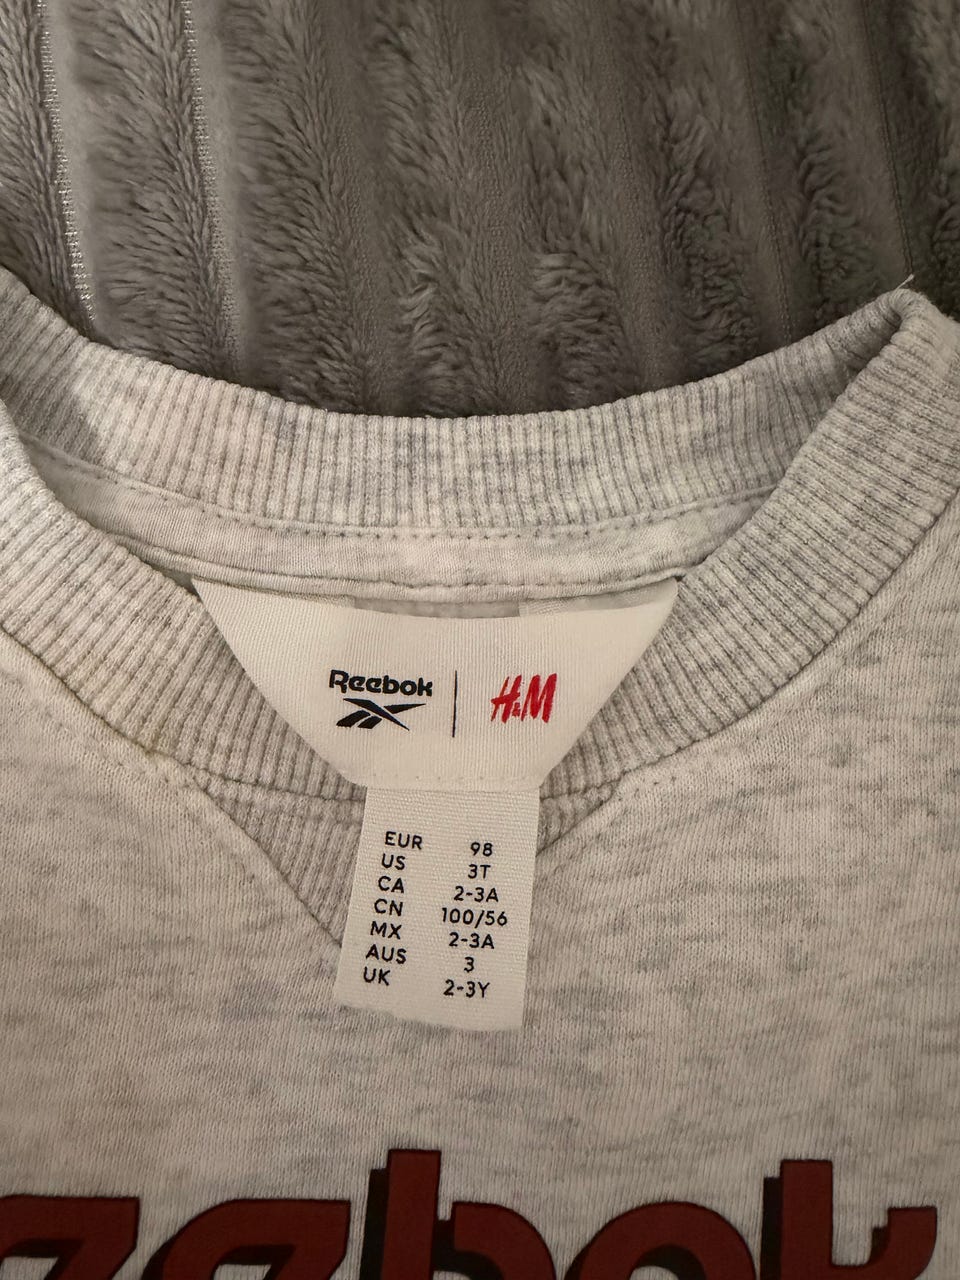 Reebok | H&M
EUR 98
US 3T
CA 2-3A
CN 100/56
MX 2-3A
AUS 3
UK 2-3Y
eebok